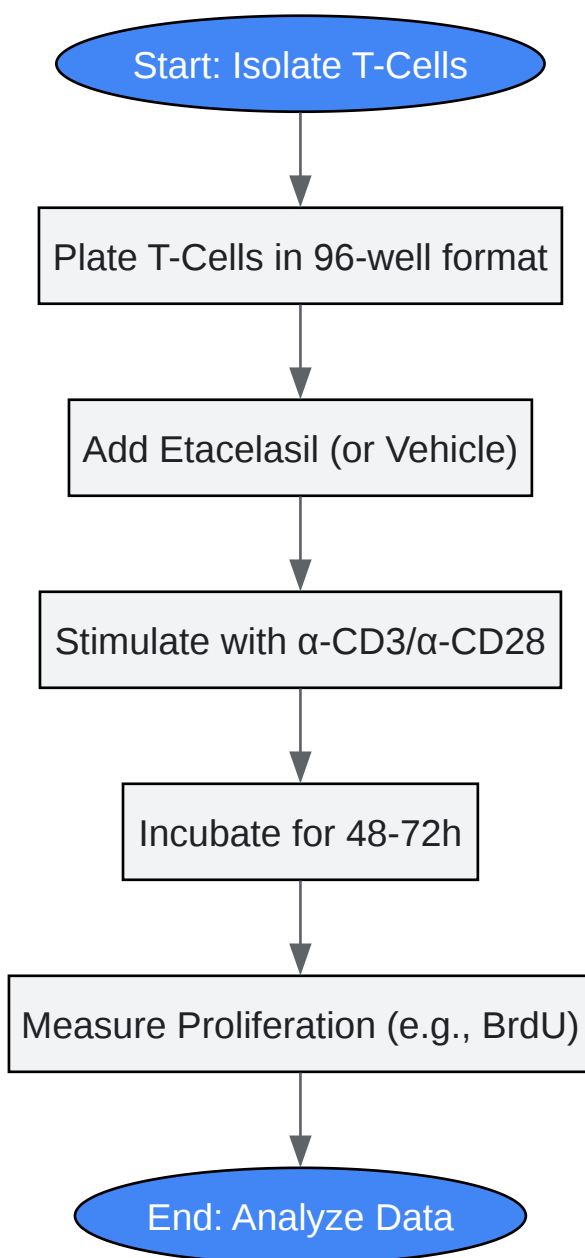 Start: Isolate T-Cells
Plate T-Cells in 96-well format
Add Etacelasil (or Vehicle)
Stimulate with α-CD3/α-CD28
Incubate for 48-72h
Measure Proliferation (e.g., BrdU)
End: Analyze Data